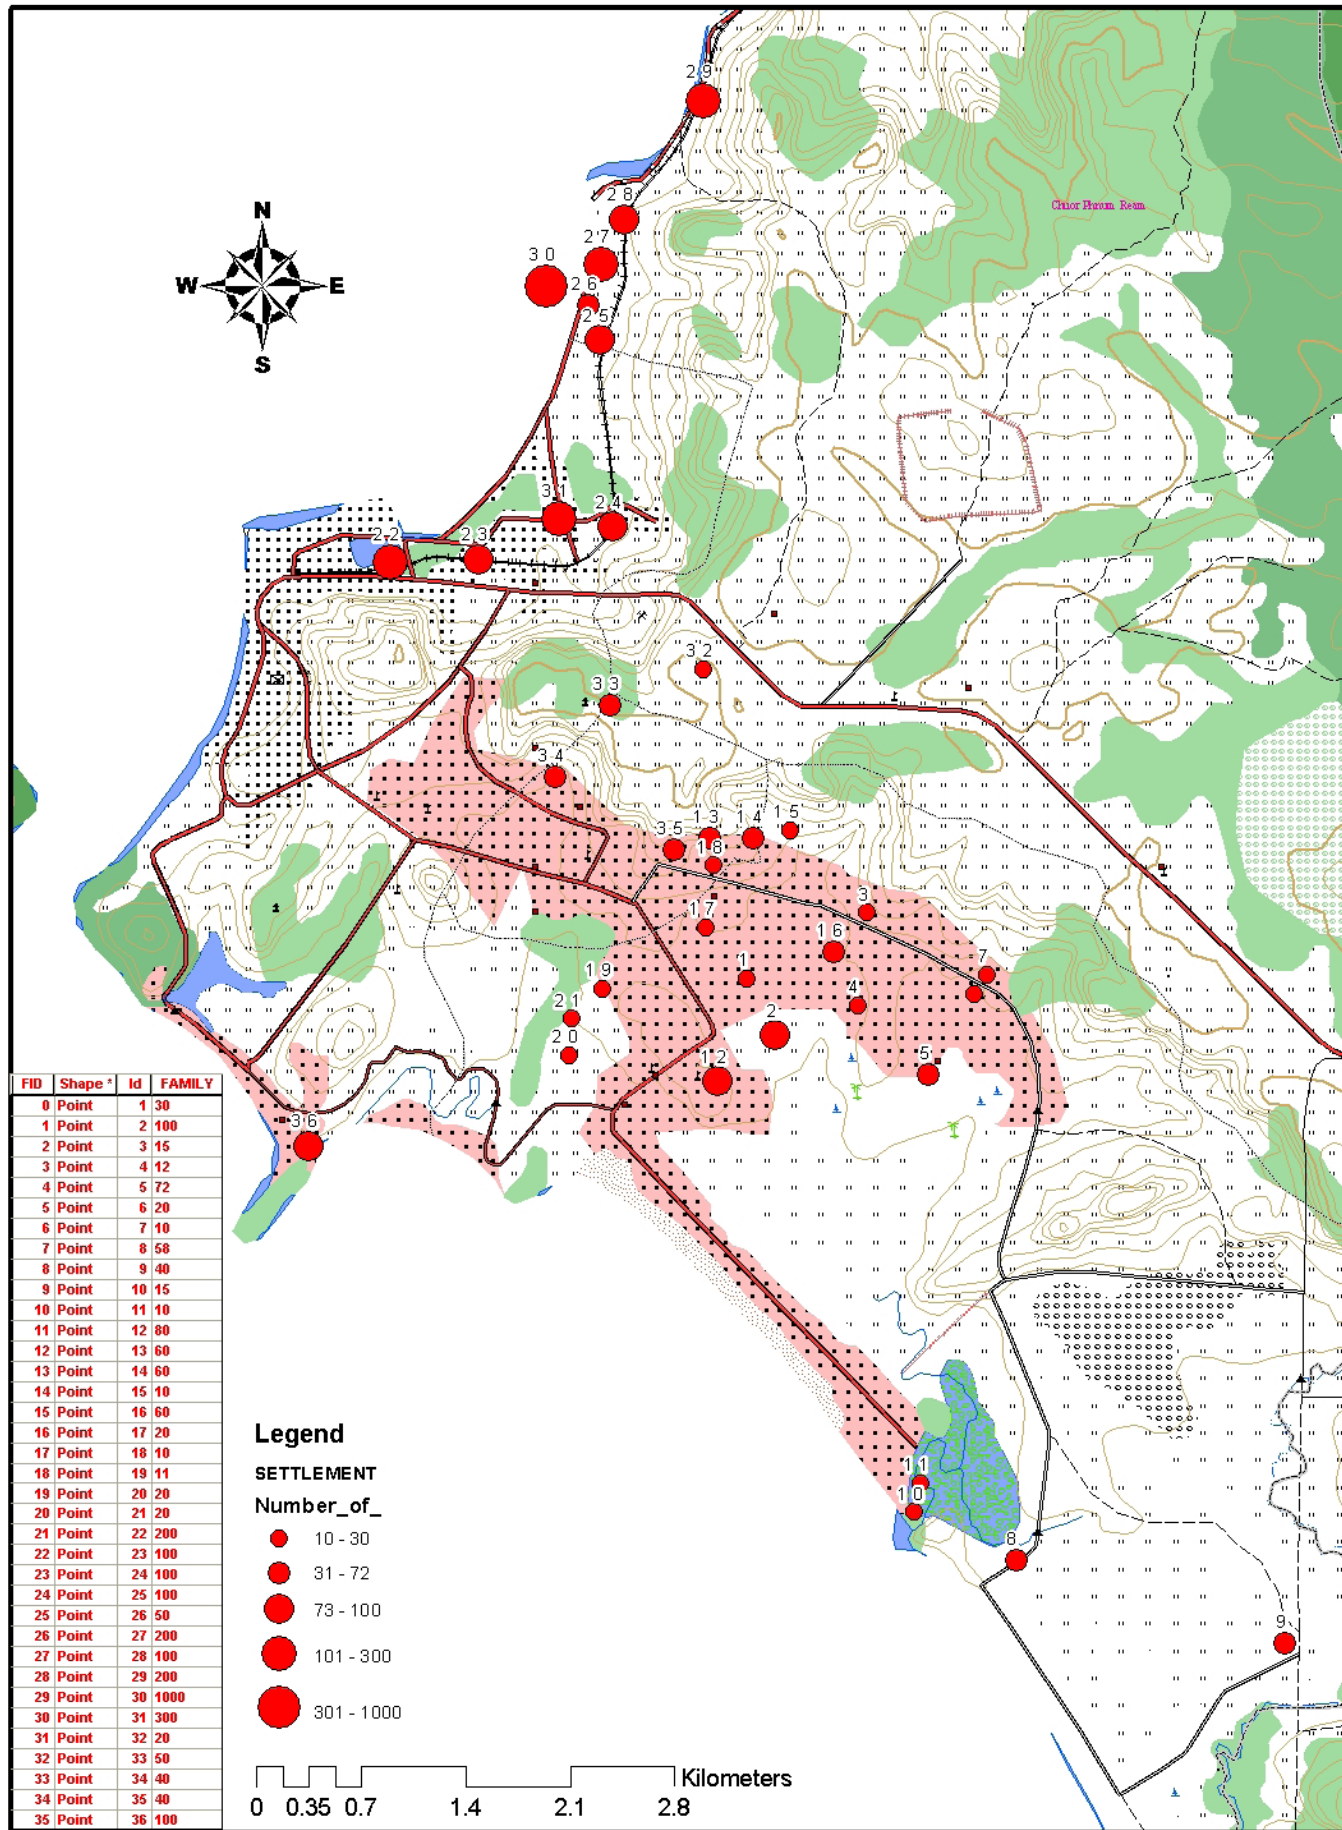 29
Chuor Phnum Ream
28
N
27
30
W E
26
25
S
31
24
22
23
32
33
34
15
13
14
35
18
3
17
16
7
1
19
4
21
2
20
12
5
36
FID Shape * Id FAMILY
0 Point 1 30
1 Point 2 100
2 Point 3 15
3 Point 4 12
4 Point 5 72
5 Point 6 20
6 Point 7 10
7 Point 8 58
8 Point 9 40
9 Point 10 15
10 Point 11 10
11 Point 12 80
12 Point 13 60
13 Point 14 60
14 Point 15 10
15 Point 16 60
16 Point 17 20
17 Point 18 10
18 Point 19 11
19 Point 20 20
20 Point 21 20
21 Point 22 200
22 Point 23 100
23 Point 24 100
24 Point 25 100
25 Point 26 50
26 Point 27 200
27 Point 28 100
28 Point 29 200
29 Point 30 1000
30 Point 31 300
31 Point 32 20
32 Point 33 50
33 Point 34 40
34 Point 35 40
35 Point 36 100
11
10
8
9
Legend
SETTLEMENT
Number_of_
10 - 30
31 - 72
73 - 100
101 - 300
301 - 1000
Kilometers
0 0.35 0.7 1.4 2.1 2.8